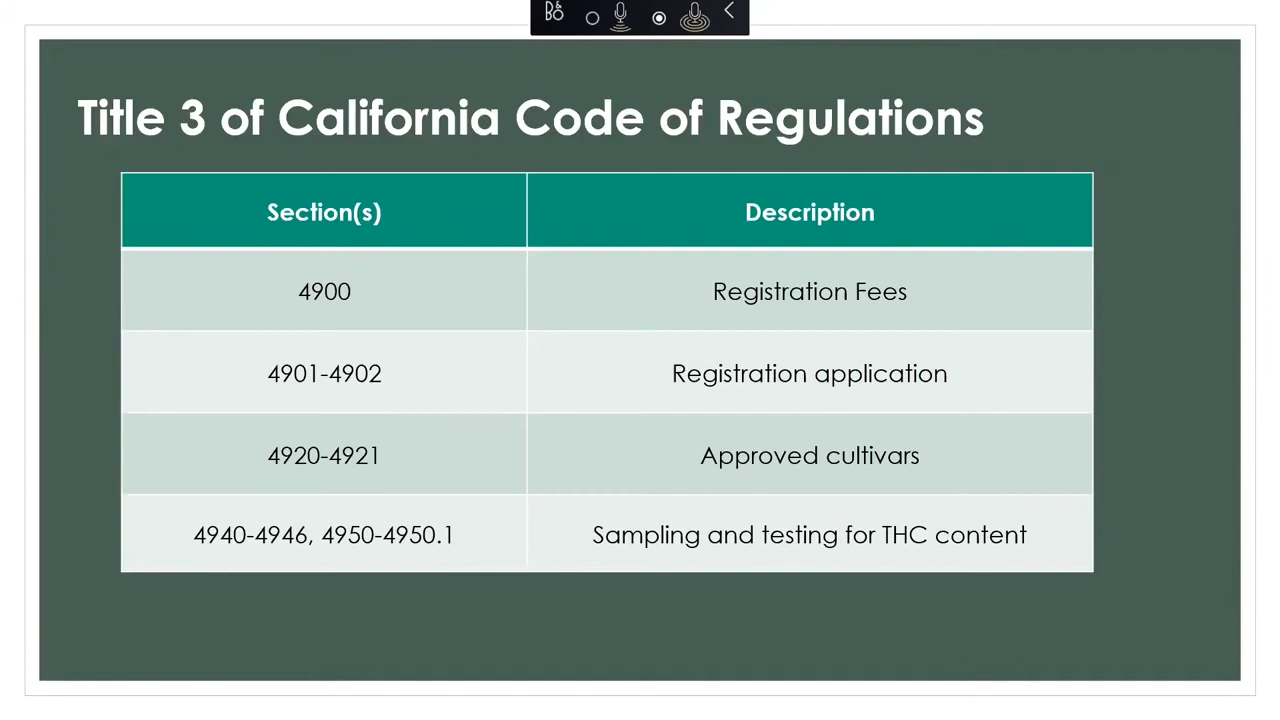 B&O
Title 3 of California Code of Regulations
Section(s) Description
4900 Registration Fees
4901-4902 Registration application
4920-4921 Approved cultivars
4940-4946, 4950-4950.1 Sampling and testing for THC content